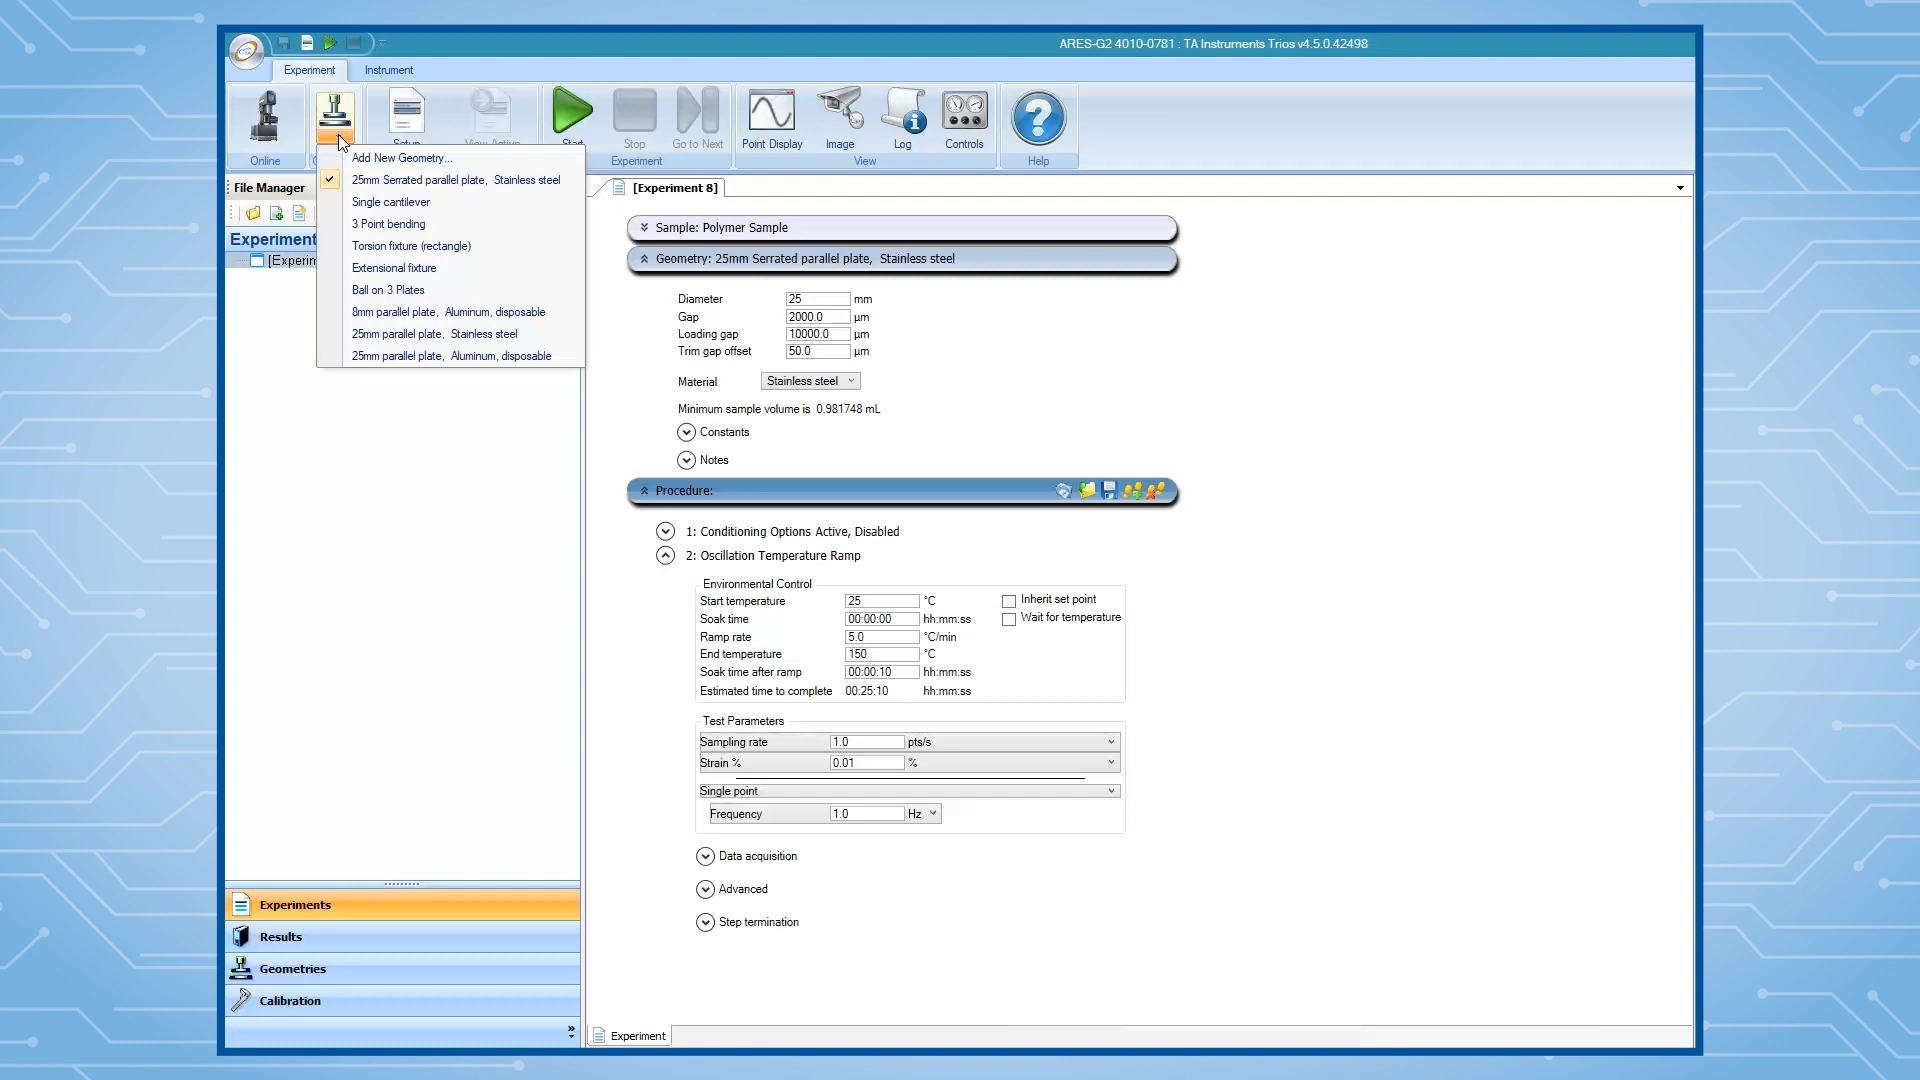 ARES-G2 4010-0781 : TA Instruments Trios v4.5.0.42498
Experiment Instrument
Setup View Active Start Stop Go to Next Point Display Image Log Controls
Online Experiment View Help
Add New Geometry...
25mm Serrated parallel plate, Stainless steel
Single cantilever
3 Point bending
Torsion fixture (rectangle)
Extensional fixture
Ball on 3 Plates
8mm parallel plate, Aluminum, disposable
25mm parallel plate, Stainless steel
25mm parallel plate, Aluminum, disposable
File Manager
Experiment
[Experim
Experiments
Results
Geometries
Calibration
[Experiment 8]
Sample: Polymer Sample
Geometry: 25mm Serrated parallel plate, Stainless steel
Diameter 25 mm
Gap 2000.0 µm
Loading gap 10000.0 µm
Trim gap offset 50.0 µm
Material Stainless steel
Minimum sample volume is 0.981748 mL
Constants
Notes
Procedure:
1: Conditioning Options Active, Disabled
2: Oscillation Temperature Ramp
Environmental Control
Start temperature 25 °C Inherit set point
Soak time 00:00:00 hh:mm:ss Wait for temperature
Ramp rate 5.0 °C/min
End temperature 150 °C
Soak time after ramp 00:00:10 hh:mm:ss
Estimated time to complete 00:25:10 hh:mm:ss
Test Parameters
Sampling rate 1.0 pts/s
Strain % 0.01 %
Single point
Frequency 1.0 Hz
Data acquisition
Advanced
Step termination
Experiment